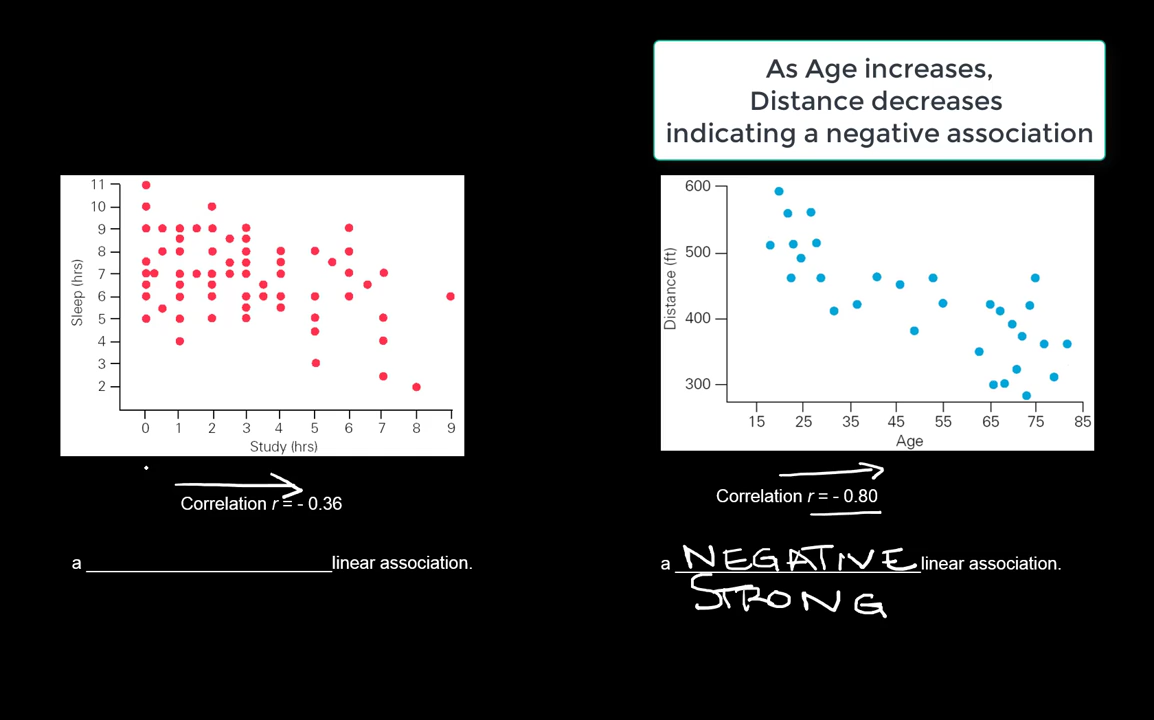 As Age increases,
Distance decreases
indicating a negative association
11
10
9
8
7
6
5
4
3
2
Sleep (hrs)
0 1 2 3 4 5 6 7 8 9
Study (hrs)
Correlation r = - 0.36
a ______________________ linear association.
600
500
400
300
Distance (ft)
15 25 35 45 55 65 75 85
Age
Correlation r = - 0.80
a NEGATIVE linear association.
STRONG